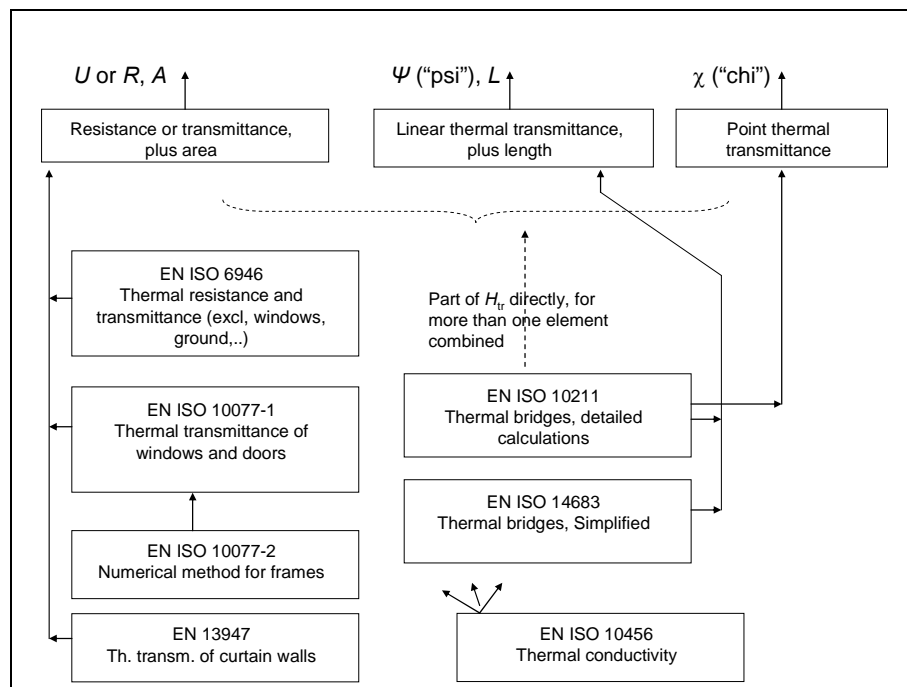 U or R, A
Ψ (“psi”), L
χ (“chi”)
Resistance or transmittance,
plus area
Linear thermal transmittance,
plus length
Point thermal
transmittance
EN ISO 6946
Thermal resistance and
transmittance (excl, windows,
ground,..)
Part of Htr directly, for
more than one element
combined
EN ISO 10077-1
Thermal transmittance of
windows and doors
EN ISO 10211
Thermal bridges, detailed
calculations
EN ISO 14683
Thermal bridges, Simplified
EN ISO 10077-2
Numerical method for frames
EN 13947
Th. transm. of curtain walls
EN ISO 10456
Thermal conductivity